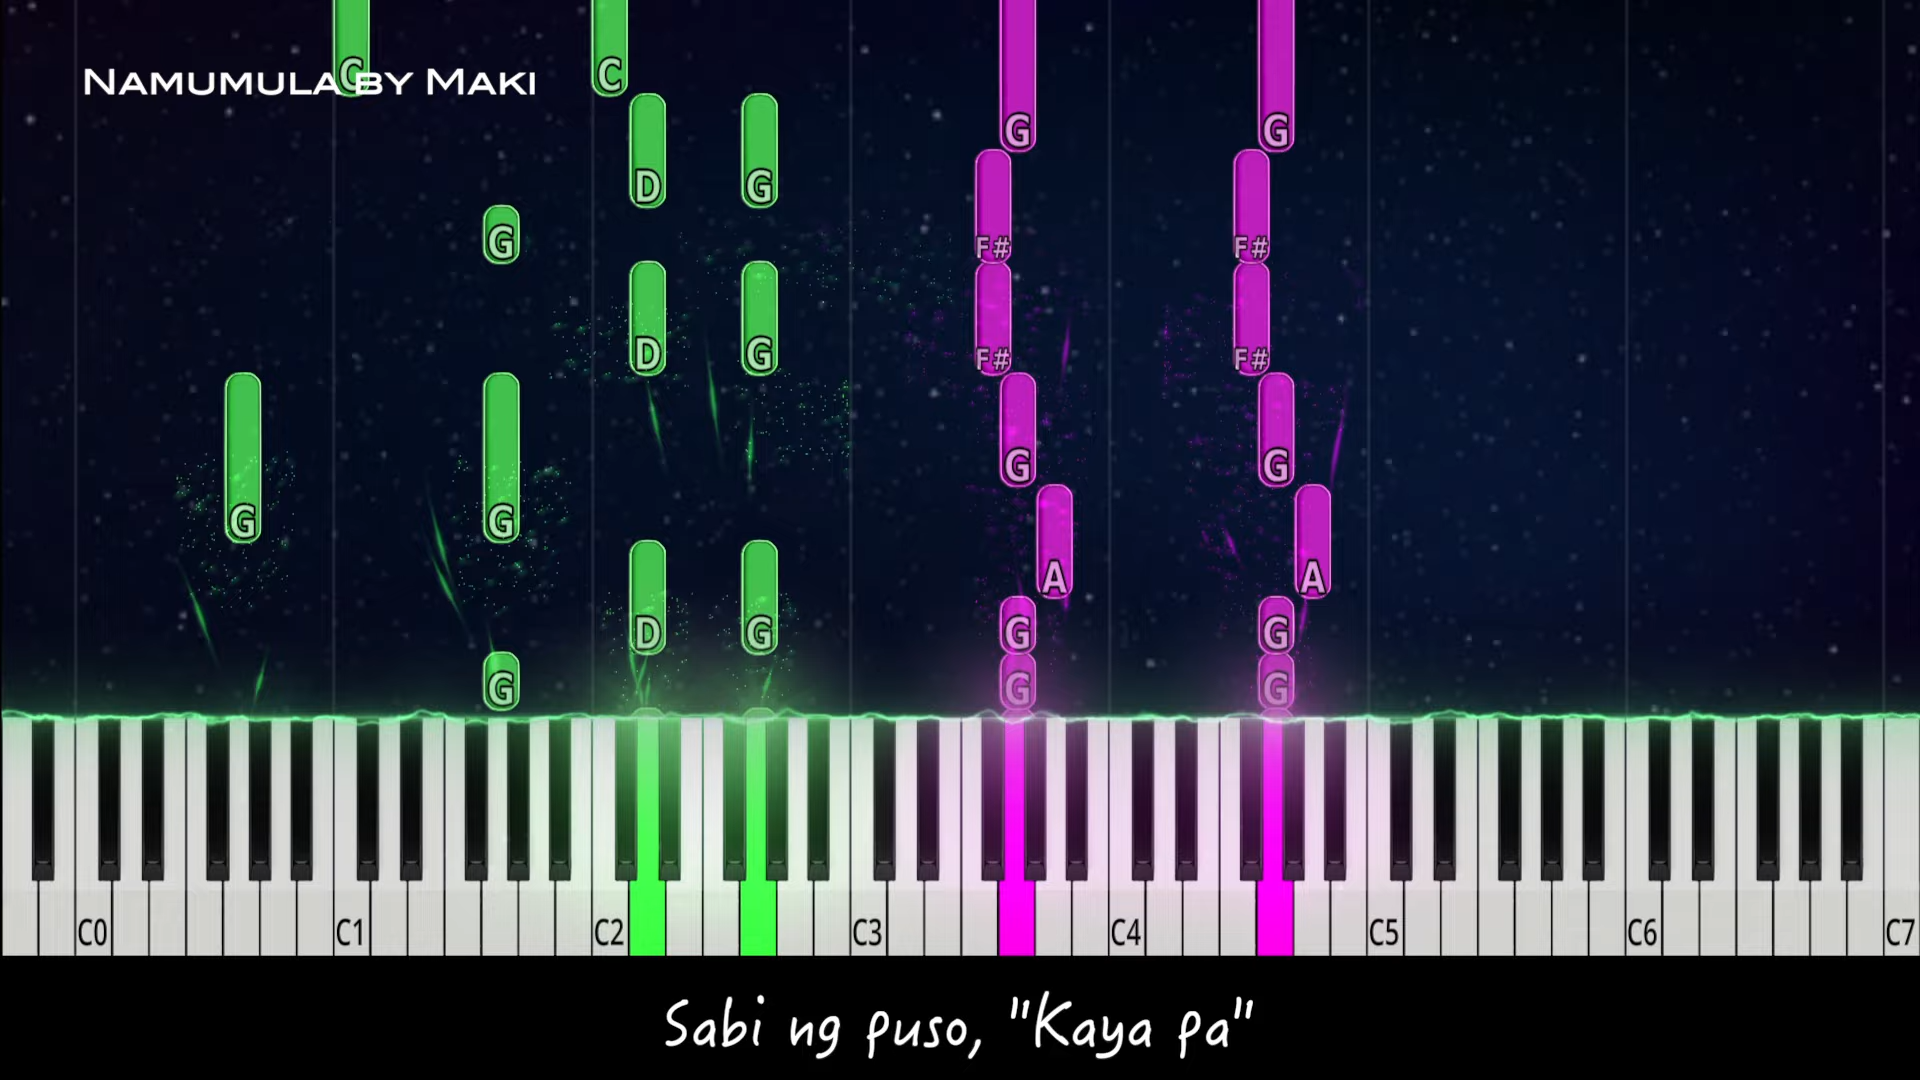 C C
NAMUMULA BY MAKI
G G
D G
G
F# F#
D G
F# F#
G G
G G
A A
D G G G
G G G
C0 C1 C2 C3 C4 C5 C6 C7
Sabi ng puso, "Kaya pa"